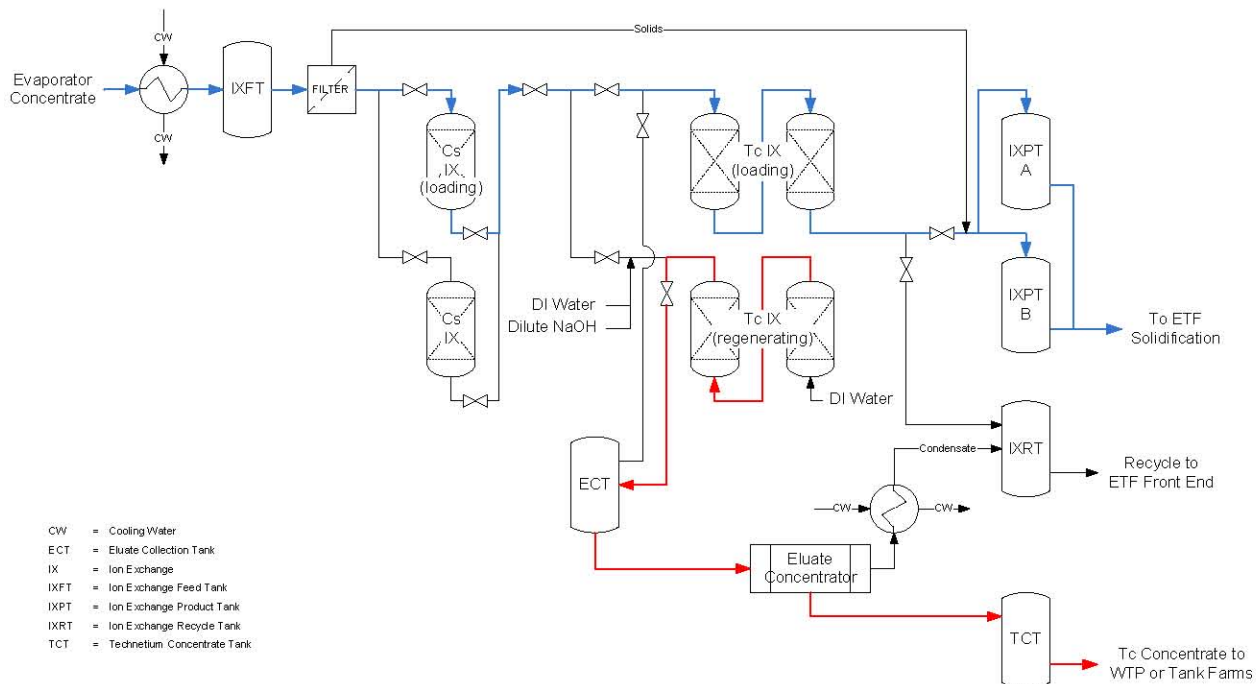 CW
Solids
Evaporator
Concentrate
IXFT
FILTER
CW
Cs
IX
(loading)
Tc IX
(loading)
IXPT
A
Cs
IX
DI Water
Dilute NaOH
Tc IX
(regenerating)
IXPT
B
To ETF
Solidification
DI Water
ECT
Condensate
IXRT
Recycle to
ETF Front End
CW
CW
Eluate
Concentrator
TCT
Tc Concentrate to
WTP or Tank Farms
CW = Cooling Water
ECT = Eluate Collection Tank
IX = Ion Exchange
IXFT = Ion Exchange Feed Tank
IXPT = Ion Exchange Product Tank
IXRT = Ion Exchange Recycle Tank
TCT = Technetium Concentrate Tank